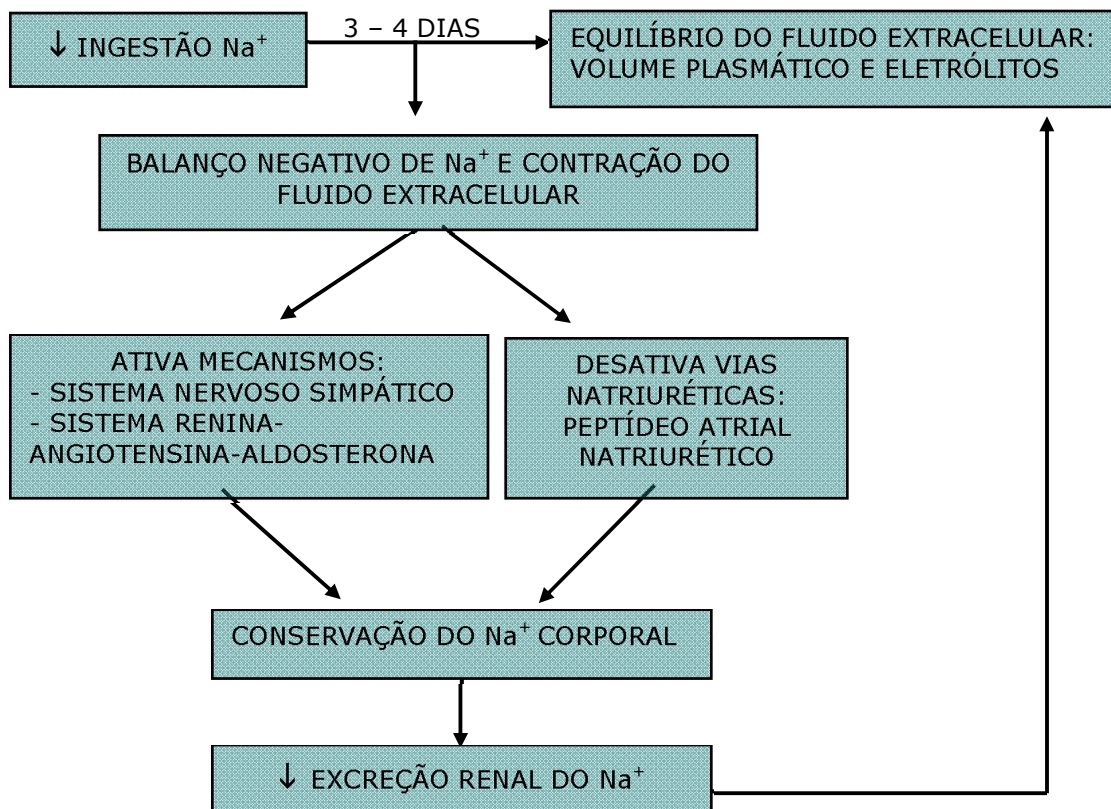 ↓ INGESTÃO Na⁺
3 – 4 DIAS
EQUILÍBRIO DO FLUIDO EXTRACELULAR:
VOLUME PLASMÁTICO E ELETRÓLITOS
BALANÇO NEGATIVO DE Na⁺ E CONTRAÇÃO DO
FLUIDO EXTRACELULAR
ATIVA MECANISMOS:
- SISTEMA NERVOSO SIMPÁTICO
- SISTEMA RENINA-
ANGIOTENSINA-ALDOSTERONA
DESATIVA VIAS
NATRIURÉTICAS:
PEPTÍDEO ATRIAL
NATRIURÉTICO
CONSERVAÇÃO DO Na⁺ CORPORAL
↓ EXCREÇÃO RENAL DO Na⁺